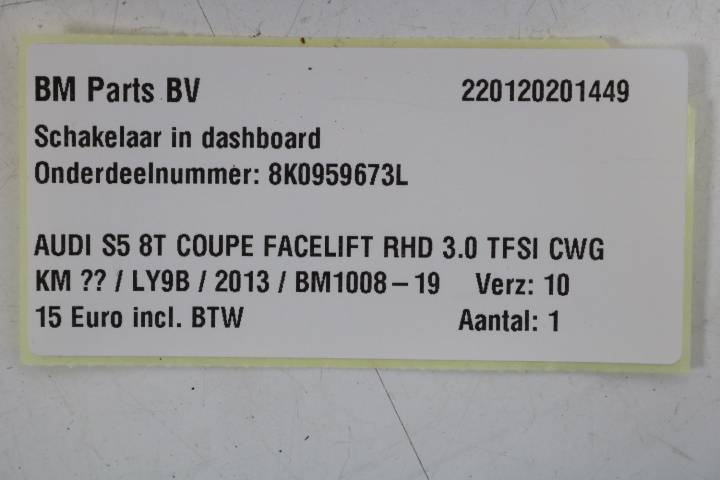 BM Parts BV 220120201449
Schakelaar in dashboard
Onderdeelnummer: 8K0959673L
AUDI S5 8T COUPE FACELIFT RHD 3.0 TFSI CWG
KM ?? / LY9B / 2013 / BM1008-19 Verz: 10
15 Euro incl. BTW Aantal: 1